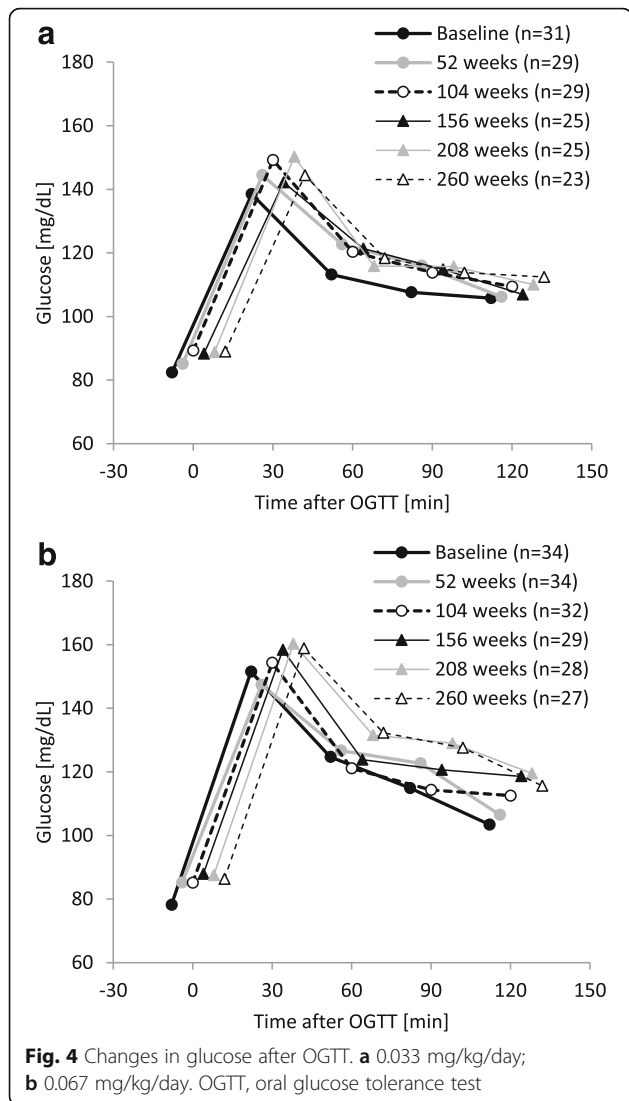 a
Baseline (n=31)
52 weeks (n=29)
104 weeks (n=29)
156 weeks (n=25)
208 weeks (n=25)
260 weeks (n=23)
180
160
140
120
100
80
60
Glucose [mg/dL]
-30 0 30 60 90 120 150
Time after OGTT [min]
b
Baseline (n=34)
52 weeks (n=34)
104 weeks (n=32)
156 weeks (n=29)
208 weeks (n=28)
260 weeks (n=27)
180
160
140
120
100
80
60
Glucose [mg/dL]
-30 0 30 60 90 120 150
Time after OGTT [min]
Fig. 4 Changes in glucose after OGTT. a 0.033 mg/kg/day;
b 0.067 mg/kg/day. OGTT, oral glucose tolerance test